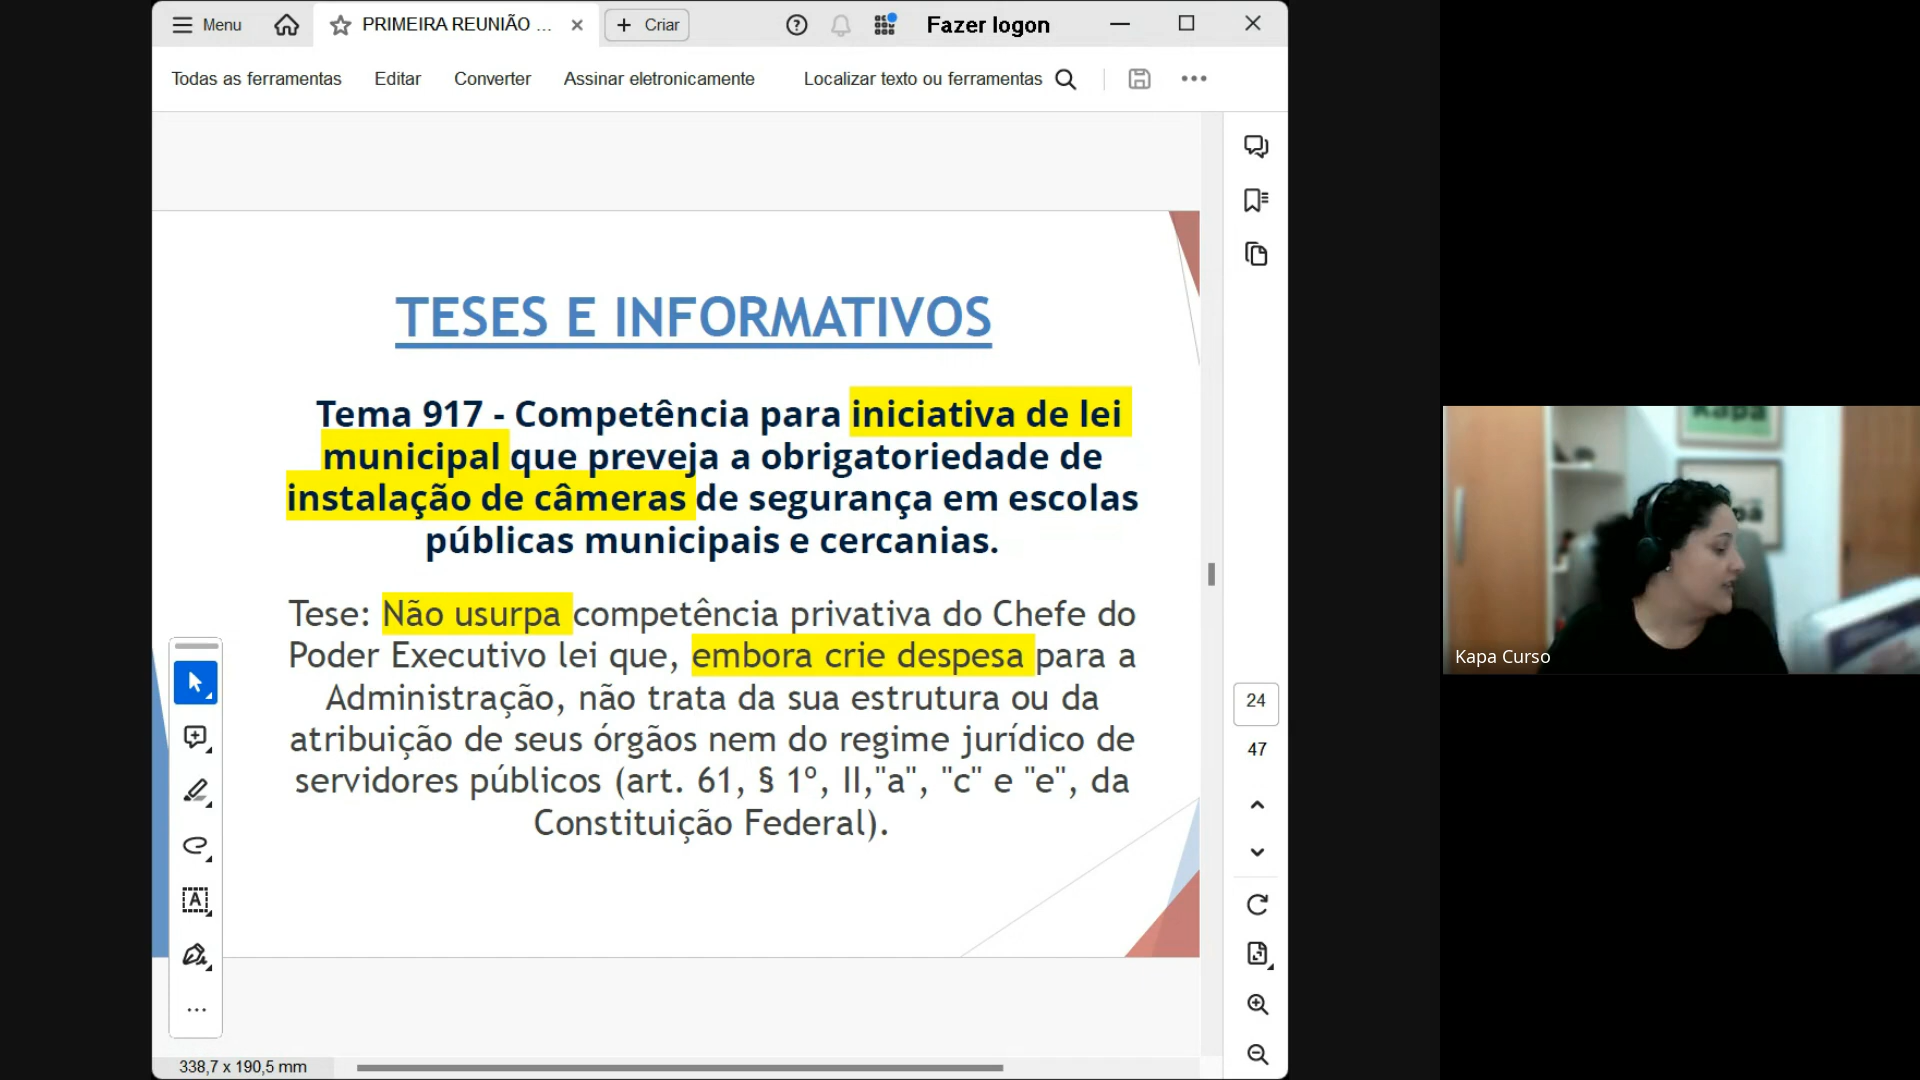 Menu
PRIMEIRA REUNIÃO ...
Criar
Fazer logon
Todas as ferramentas
Editar
Converter
Assinar eletronicamente
Localizar texto ou ferramentas
TESES E INFORMATIVOS
Tema 917 - Competência para iniciativa de lei
municipal que preveja a obrigatoriedade de
instalação de câmeras de segurança em escolas
públicas municipais e cercanias.
Tese: Não usurpa competência privativa do Chefe do
Poder Executivo lei que, embora crie despesa para a
Administração, não trata da sua estrutura ou da
atribuição de seus órgãos nem do regime jurídico de
servidores públicos (art. 61, § 1º, II,"a", "c" e "e", da
Constituição Federal).
24
47
338,7 x 190,5 mm
Kapa
Kapa Curso